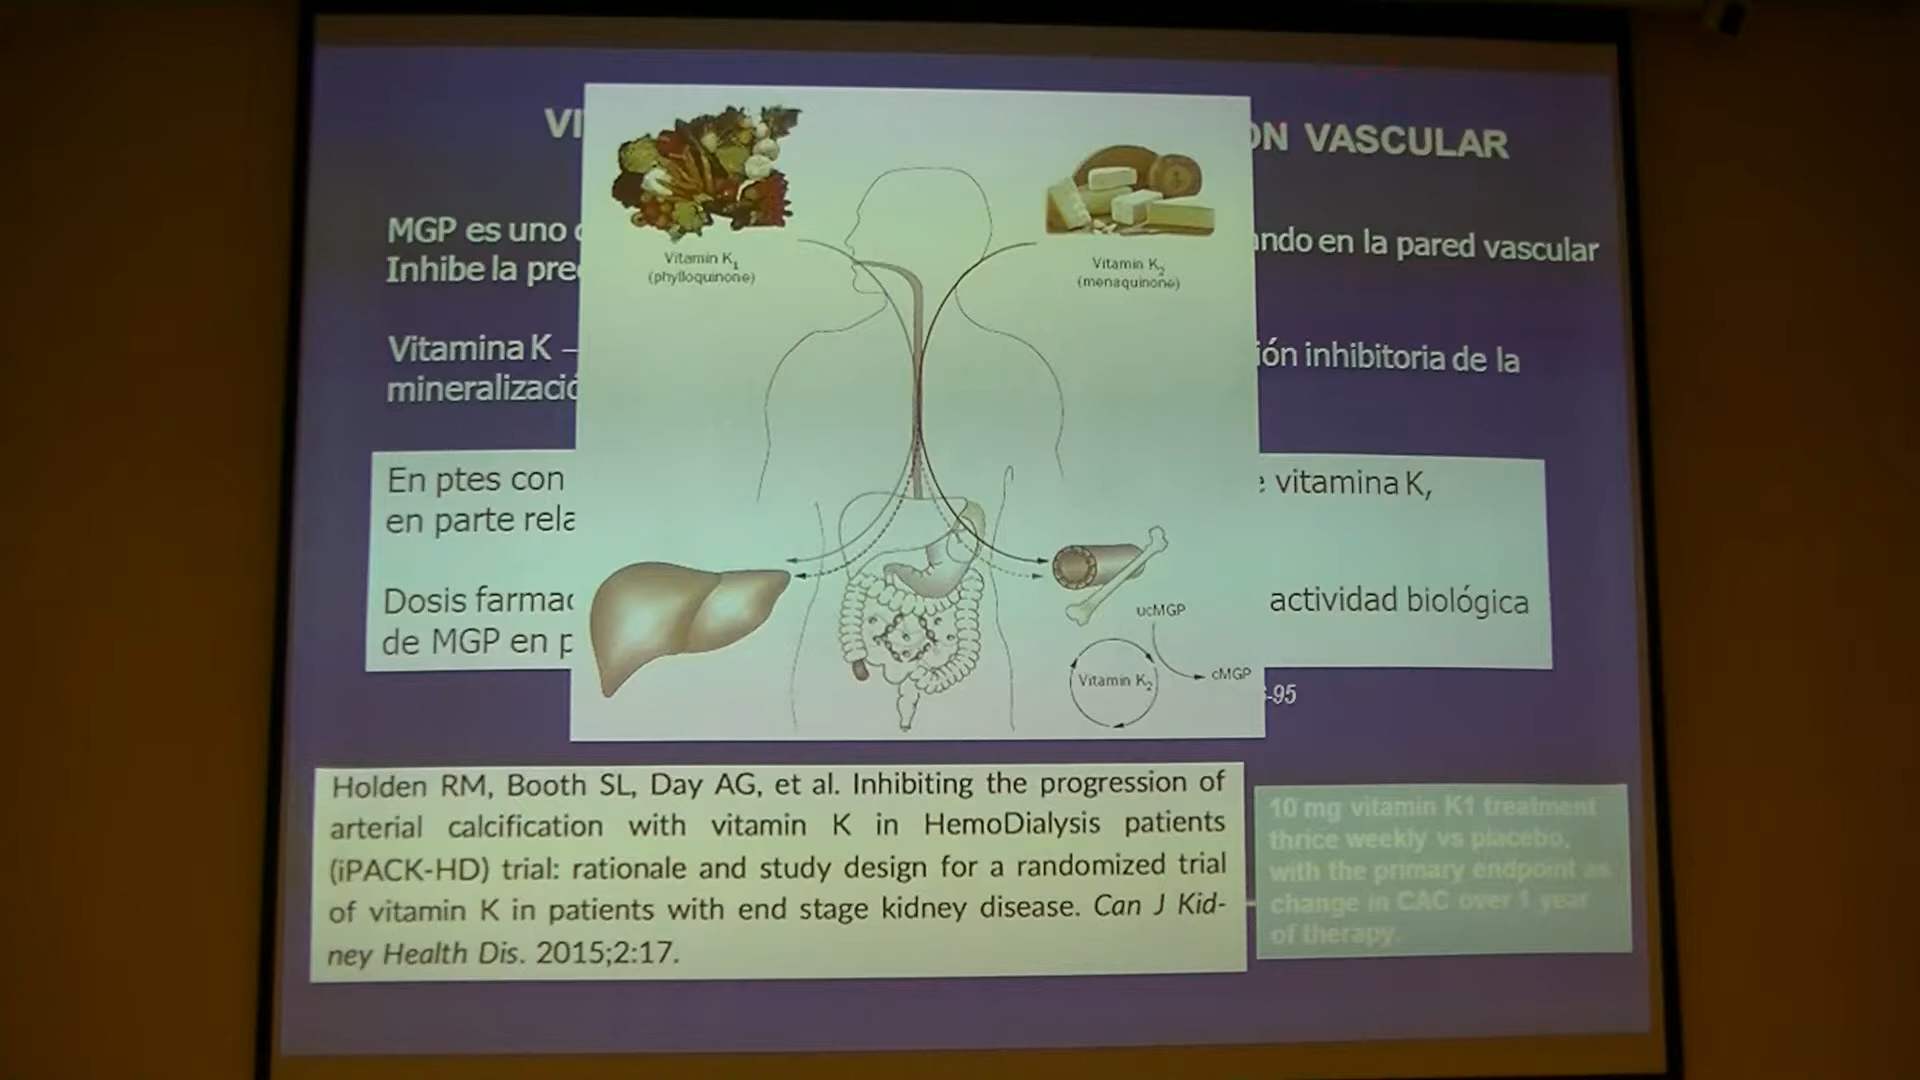 VI
ON VASCULAR
MGP es uno
ando en la pared vascular
Inhibe la pre
Vitamina K –
ión inhibitoria de la
mineralizació
En ptes con
e vitamina K,
en parte rela
Dosis farmac
actividad biológica
de MGP en p
-95
Vitamin K1
(phylloquinone)
Vitamin K2
(menaquinone)
ucMGP
Vitamin K2
cMGP
Holden RM, Booth SL, Day AG, et al. Inhibiting the progression of
arterial calcification with vitamin K in HemoDialysis patients
(iPACK-HD) trial: rationale and study design for a randomized trial
of vitamin K in patients with end stage kidney disease. Can J Kid-
ney Health Dis. 2015;2:17.
10 mg vitamin K1 treatment
thrice weekly vs placebo,
with the primary endpoint as
change in CAC over 1 year
of therapy.